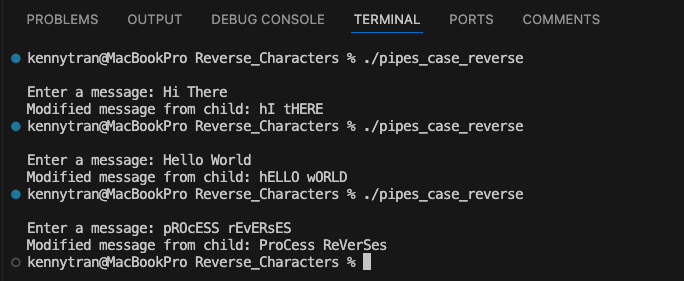 PROBLEMS OUTPUT DEBUG CONSOLE TERMINAL PORTS COMMENTS
kennytran@MacBookPro Reverse_Characters % ./pipes_case_reverse
Enter a message: Hi There
Modified message from child: hI tHERE
kennytran@MacBookPro Reverse_Characters % ./pipes_case_reverse
Enter a message: Hello World
Modified message from child: hELLO wORLD
kennytran@MacBookPro Reverse_Characters % ./pipes_case_reverse
Enter a message: pROcESS rEvERsES
Modified message from child: ProCess ReVerSes
kennytran@MacBookPro Reverse_Characters %